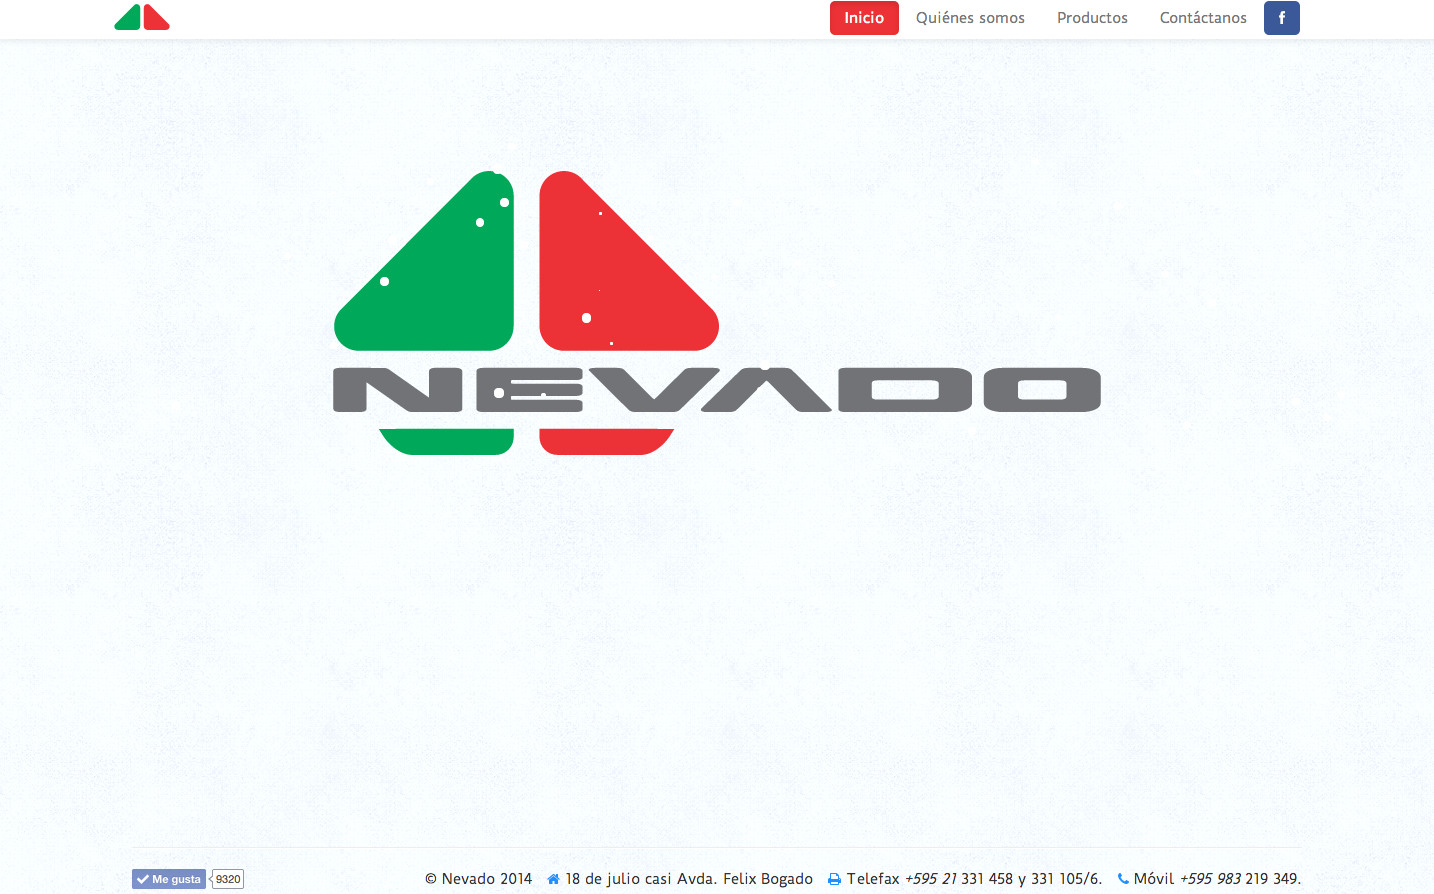 Inicio Quiénes somos Productos Contáctanos f
NEVADO
Me gusta 9320 © Nevado 2014 18 de julio casi Avda. Felix Bogado Telefax +595 21 331 458 y 331 105/6. Móvil +595 983 219 349.